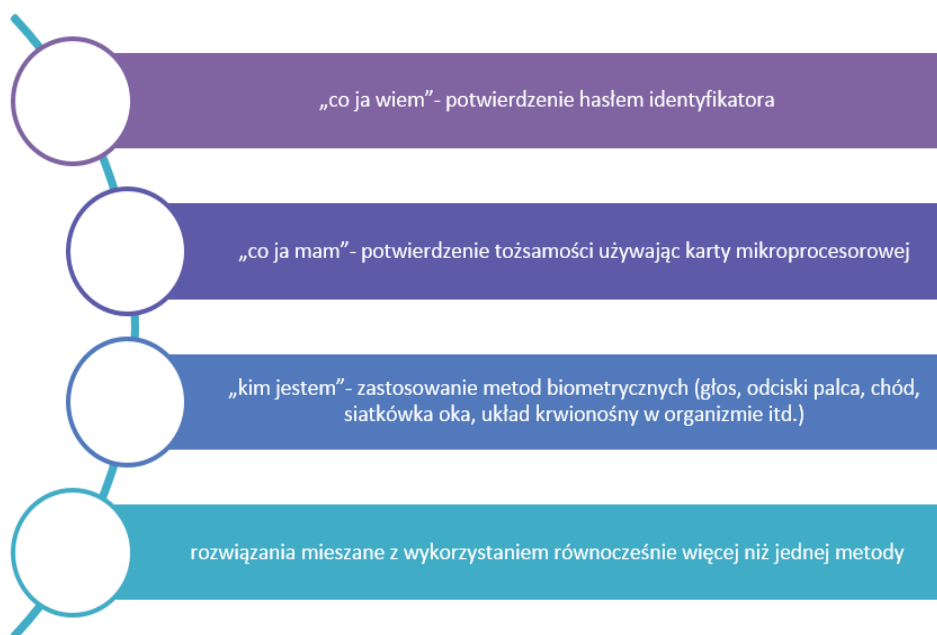 „co ja wiem”- potwierdzenie hasłem identyfikatora
„co ja mam”- potwierdzenie tożsamości używając karty mikroprocesorowej
„kim jestem”- zastosowanie metod biometrycznych (głos, odciski palca, chód,
siatkówka oka, układ krwionośny w organizmie itd.)
rozwiązania mieszane z wykorzystaniem równocześnie więcej niż jednej metody